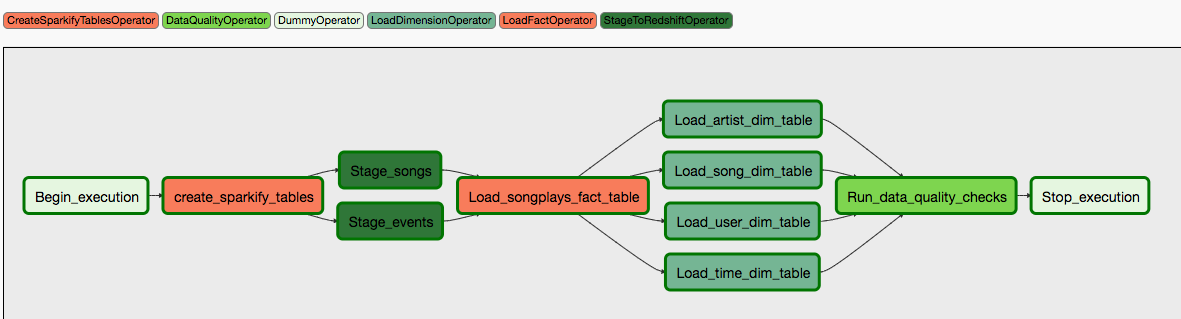 CreateSparkifyTablesOperator DataQualityOperator DummyOperator LoadDimensionOperator LoadFactOperator StageToRedshiftOperator
Begin_execution
create_sparkify_tables
Stage_songs
Stage_events
Load_songplays_fact_table
Load_artist_dim_table
Load_song_dim_table
Load_user_dim_table
Load_time_dim_table
Run_data_quality_checks
Stop_execution